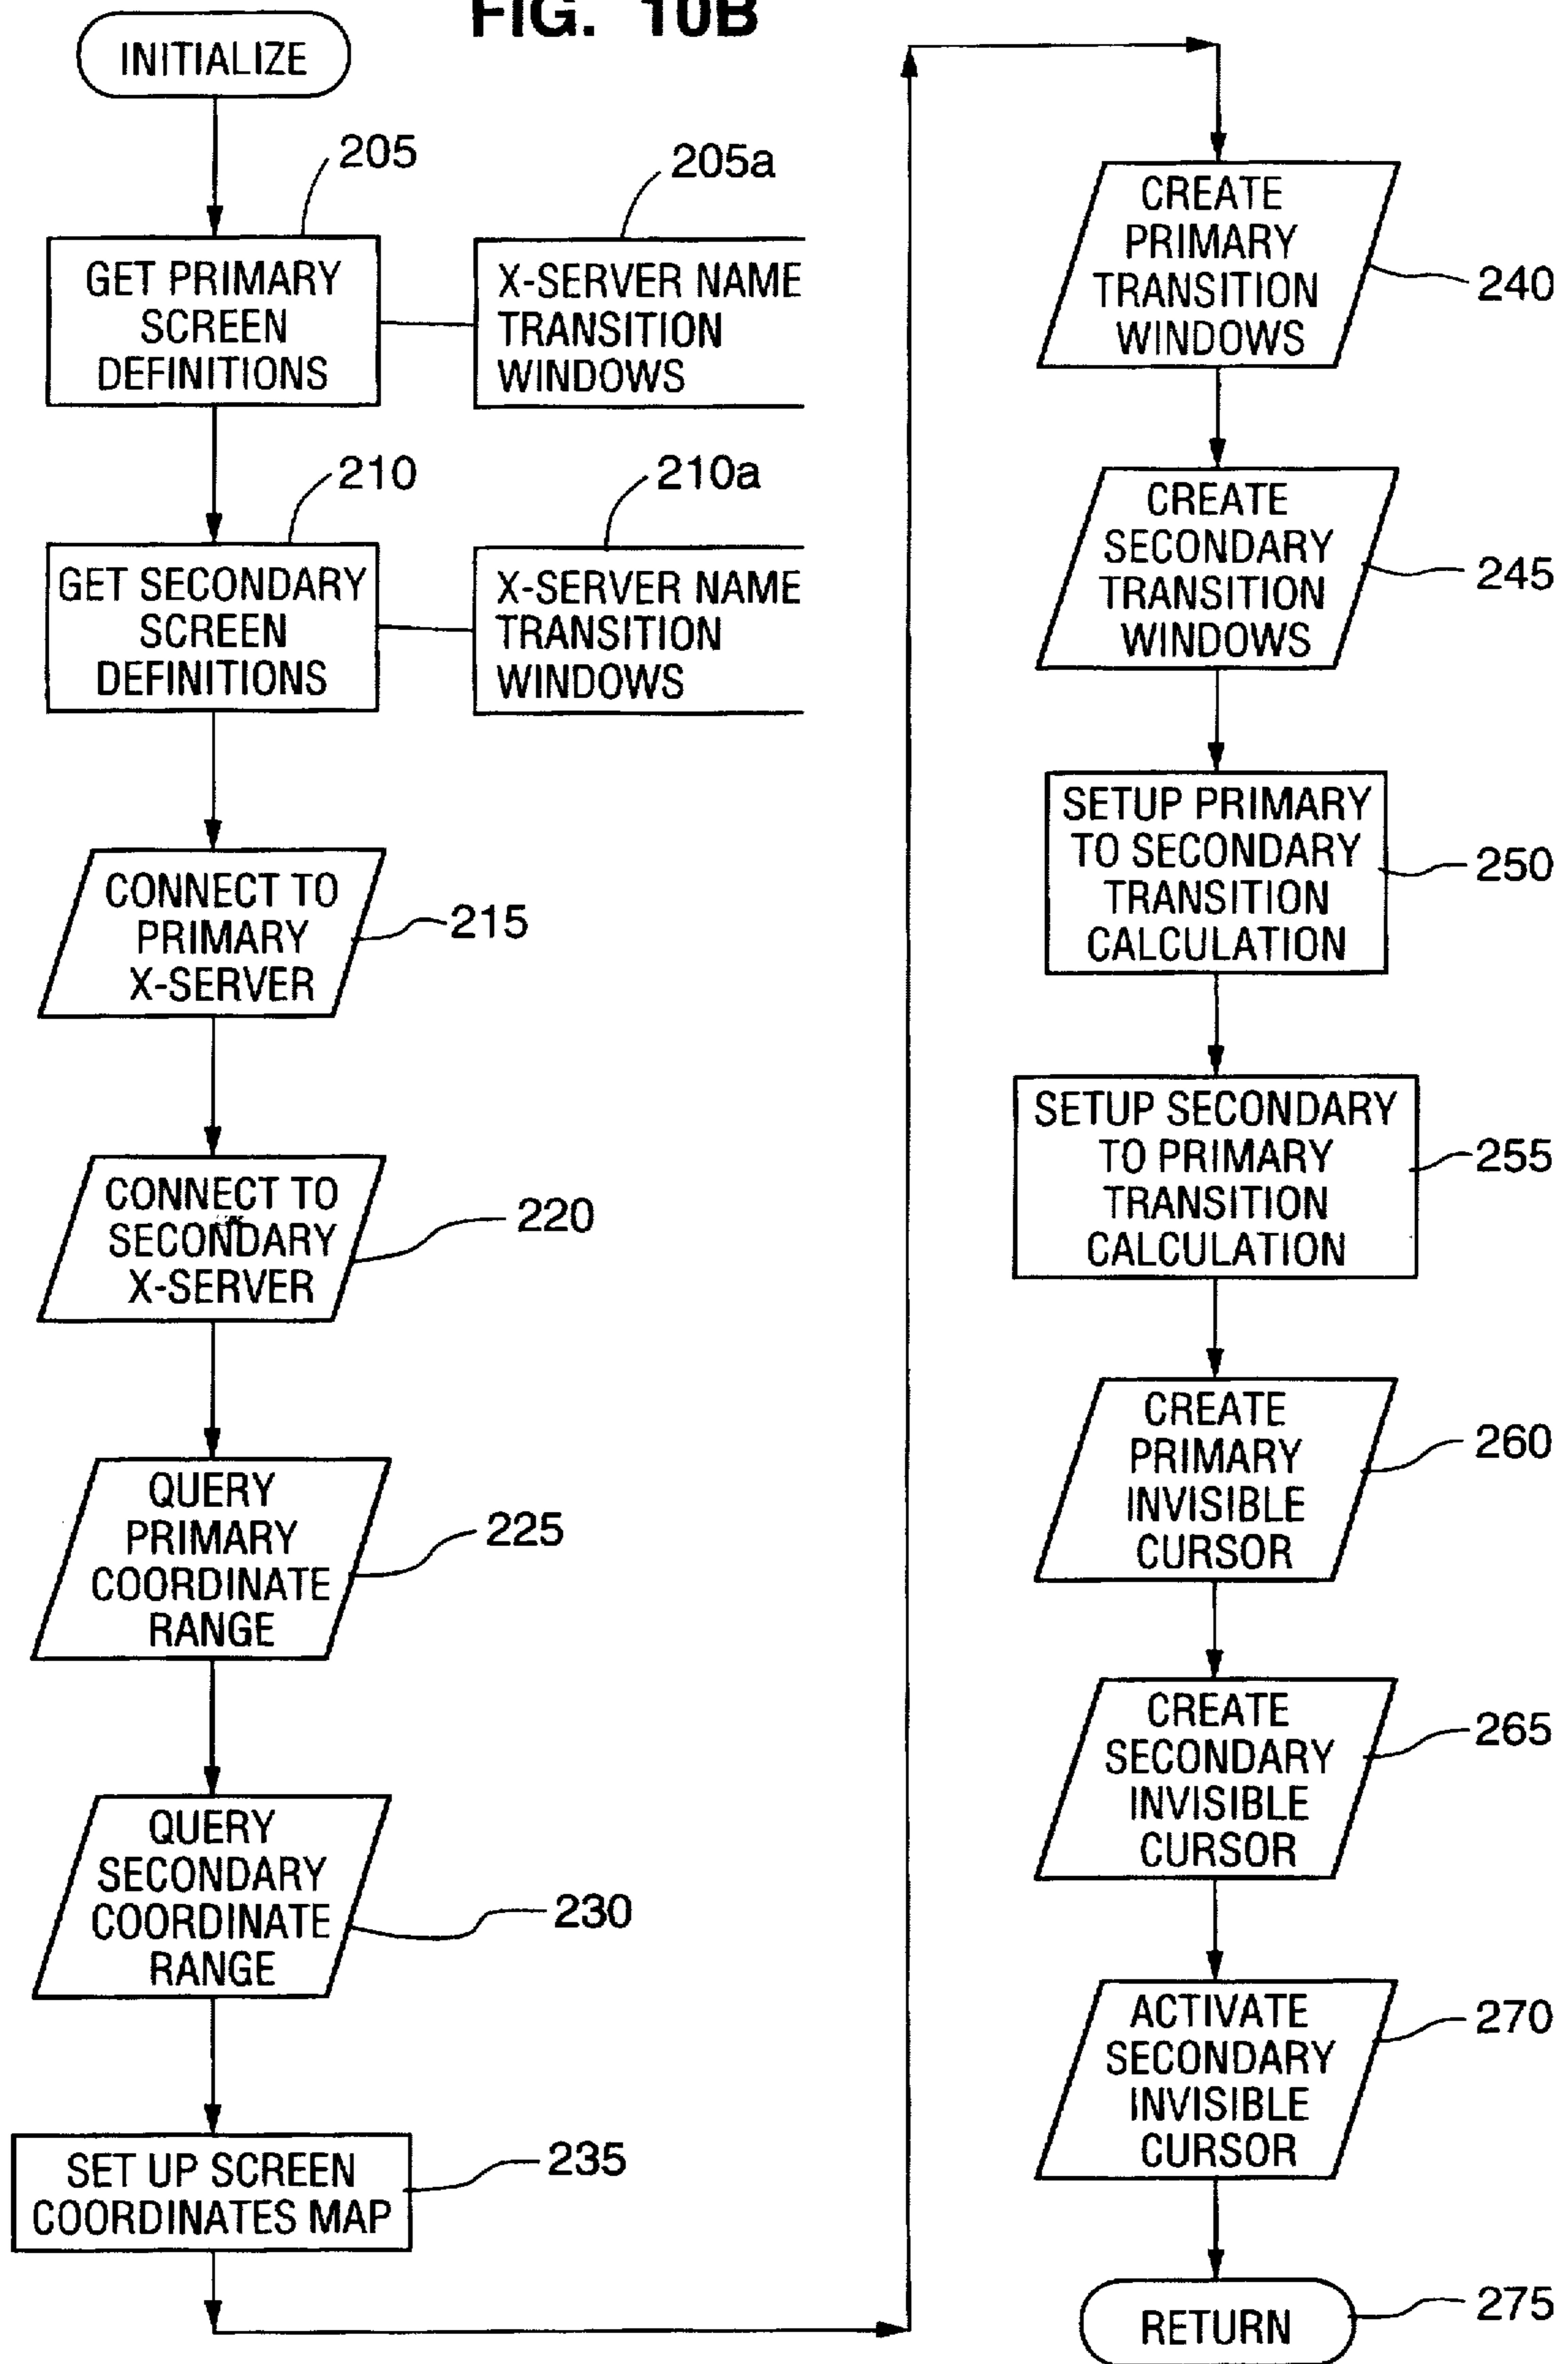 FIG. 10B
INITIALIZE
205
205a
GET PRIMARY
SCREEN
DEFINITIONS
X-SERVER NAME
TRANSITION
WINDOWS
210
210a
GET SECONDARY
SCREEN
DEFINITIONS
X-SERVER NAME
TRANSITION
WINDOWS
CONNECT TO
PRIMARY
X-SERVER
215
CONNECT TO
SECONDARY
X-SERVER
220
QUERY
PRIMARY
COORDINATE
RANGE
225
QUERY
SECONDARY
COORDINATE
RANGE
230
SET UP SCREEN
COORDINATES MAP
235
CREATE
PRIMARY
TRANSITION
WINDOWS
240
CREATE
SECONDARY
TRANSITION
WINDOWS
245
SETUP PRIMARY
TO SECONDARY
TRANSITION
CALCULATION
250
SETUP SECONDARY
TO PRIMARY
TRANSITION
CALCULATION
255
CREATE
PRIMARY
INVISIBLE
CURSOR
260
CREATE
SECONDARY
INVISIBLE
CURSOR
265
ACTIVATE
SECONDARY
INVISIBLE
CURSOR
270
RETURN
275